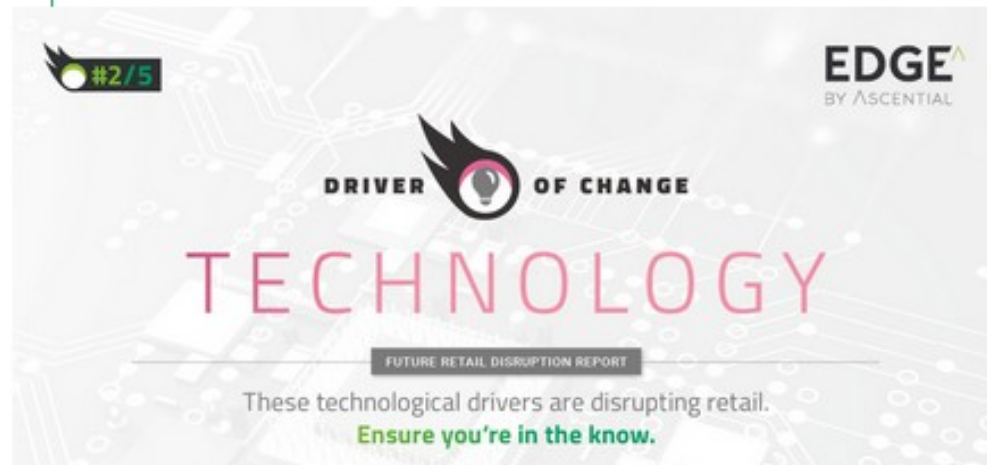 #2/5
EDGE^
BY ASCENTIAL
DRIVER OF CHANGE
TECHNOLOGY
FUTURE RETAIL DISRUPTION REPORT
These technological drivers are disrupting retail.
Ensure you're in the know.